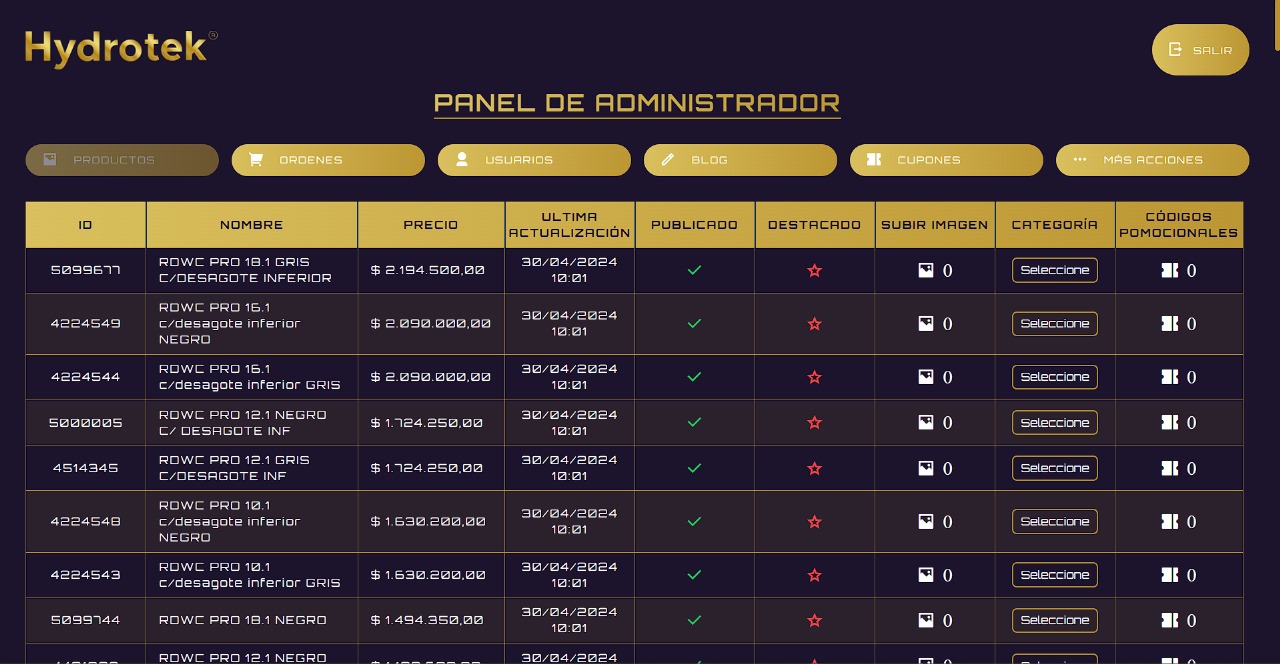 Hydrotek®
SALIR
PANEL DE ADMINISTRADOR
PRODUCTOS
ORDENES
USUARIOS
BLOG
CUPONES
MÁS ACCIONES
ID
NOMBRE
PRECIO
ULTIMA
ACTUALIZACIÓN
PUBLICADO
DESTACADO
SUBIR IMAGEN
CATEGORÍA
CÓDIGOS
POMOCIONALES
5099677
RDWC PRO 18.1 GRIS
C/DESAGOTE INFERIOR
$ 2.194.500,00
30/04/2024
10:01
0
Seleccione
0
4224549
RDWC PRO 16.1
c/desagote inferior
NEGRO
$ 2.090.000,00
30/04/2024
10:01
0
Seleccione
0
4224544
RDWC PRO 16.1
c/desagote inferior GRIS
$ 2.090.000,00
30/04/2024
10:01
0
Seleccione
0
5000005
RDWC PRO 12.1 NEGRO
C/ DESAGOTE INF
$ 1.724.250,00
30/04/2024
10:01
0
Seleccione
0
4514345
RDWC PRO 12.1 GRIS
C/DESAGOTE INF
$ 1.724.250,00
30/04/2024
10:01
0
Seleccione
0
4224548
RDWC PRO 10.1
c/desagote inferior
NEGRO
$ 1.630.200,00
30/04/2024
10:01
0
Seleccione
0
4224543
RDWC PRO 10.1
c/desagote inferior GRIS
$ 1.630.200,00
30/04/2024
10:01
0
Seleccione
0
5099744
RDWC PRO 18.1 NEGRO
$ 1.494.350,00
30/04/2024
10:01
0
Seleccione
0
RDWC PRO 12.1 NEGRO
30/04/2024